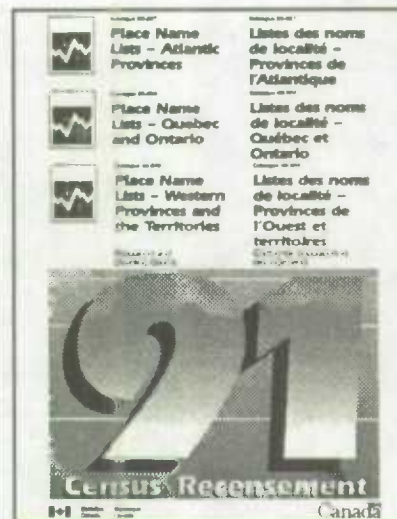 Place Name
Lists – Atlantic
Provinces
Listes des noms
de localité –
Provinces de
l'Atlantique
Place Name
Lists – Quebec
and Ontario
Listes des noms
de localité –
Québec et
Ontario
Place Name
Lists – Western
Provinces and
the Territories
Listes des noms
de localité –
Provinces de
l'Ouest et
territoires
91
Census Recensement
Canada